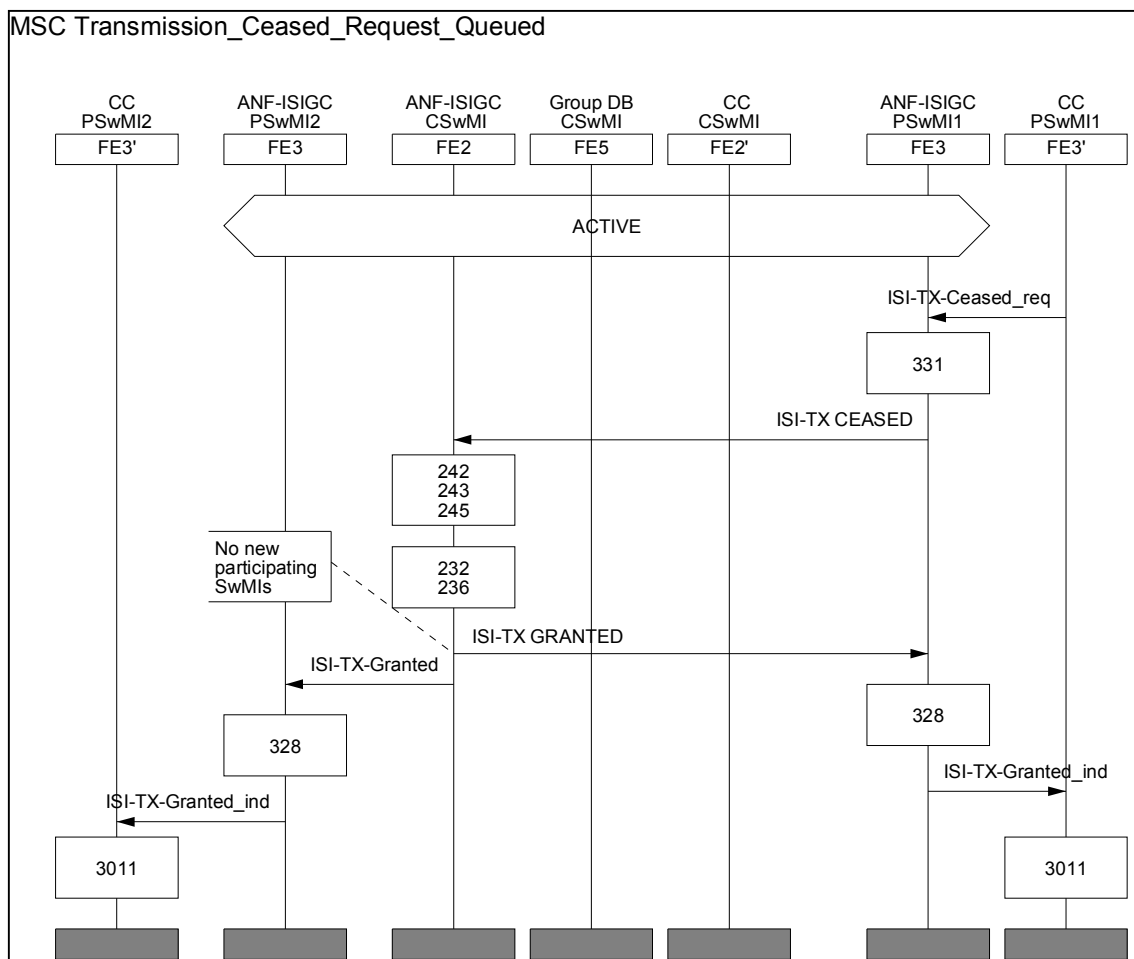 MSC Transmission_Ceased_Request_Queued
CC
PSwMI2
FE3'
ANF-ISIGC
PSwMI2
FE3
ANF-ISIGC
CSwMI
FE2
Group DB
CSwMI
FE5
CC
CSwMI
FE2'
ANF-ISIGC
PSwMI1
FE3
CC
PSwMI1
FE3'
ACTIVE
ISI-TX-Ceased_req
331
ISI-TX CEASED
242
243
245
No new
participating
SwMIs
232
236
ISI-TX GRANTED
ISI-TX-Granted
328
328
ISI-TX-Granted_ind
ISI-TX-Granted_ind
3011
3011